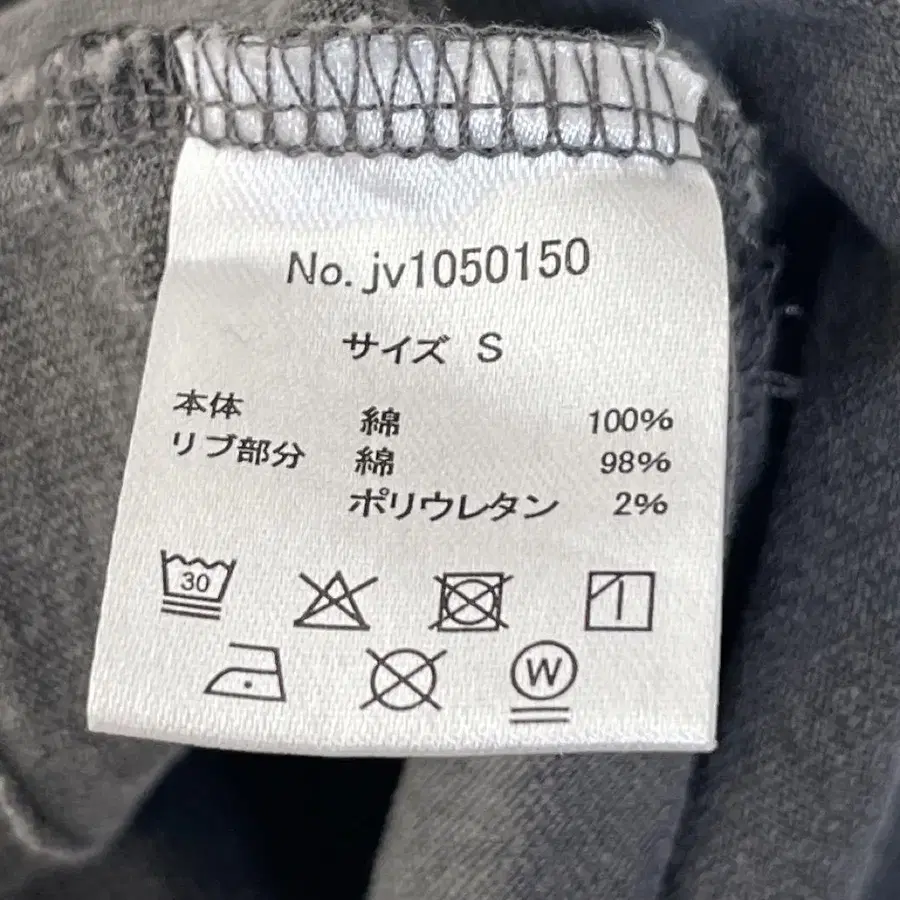 No. jv1050150
サイズ S
本体 綿 100%
リブ部分 綿 98%
ポリウレタン 2%
30
W